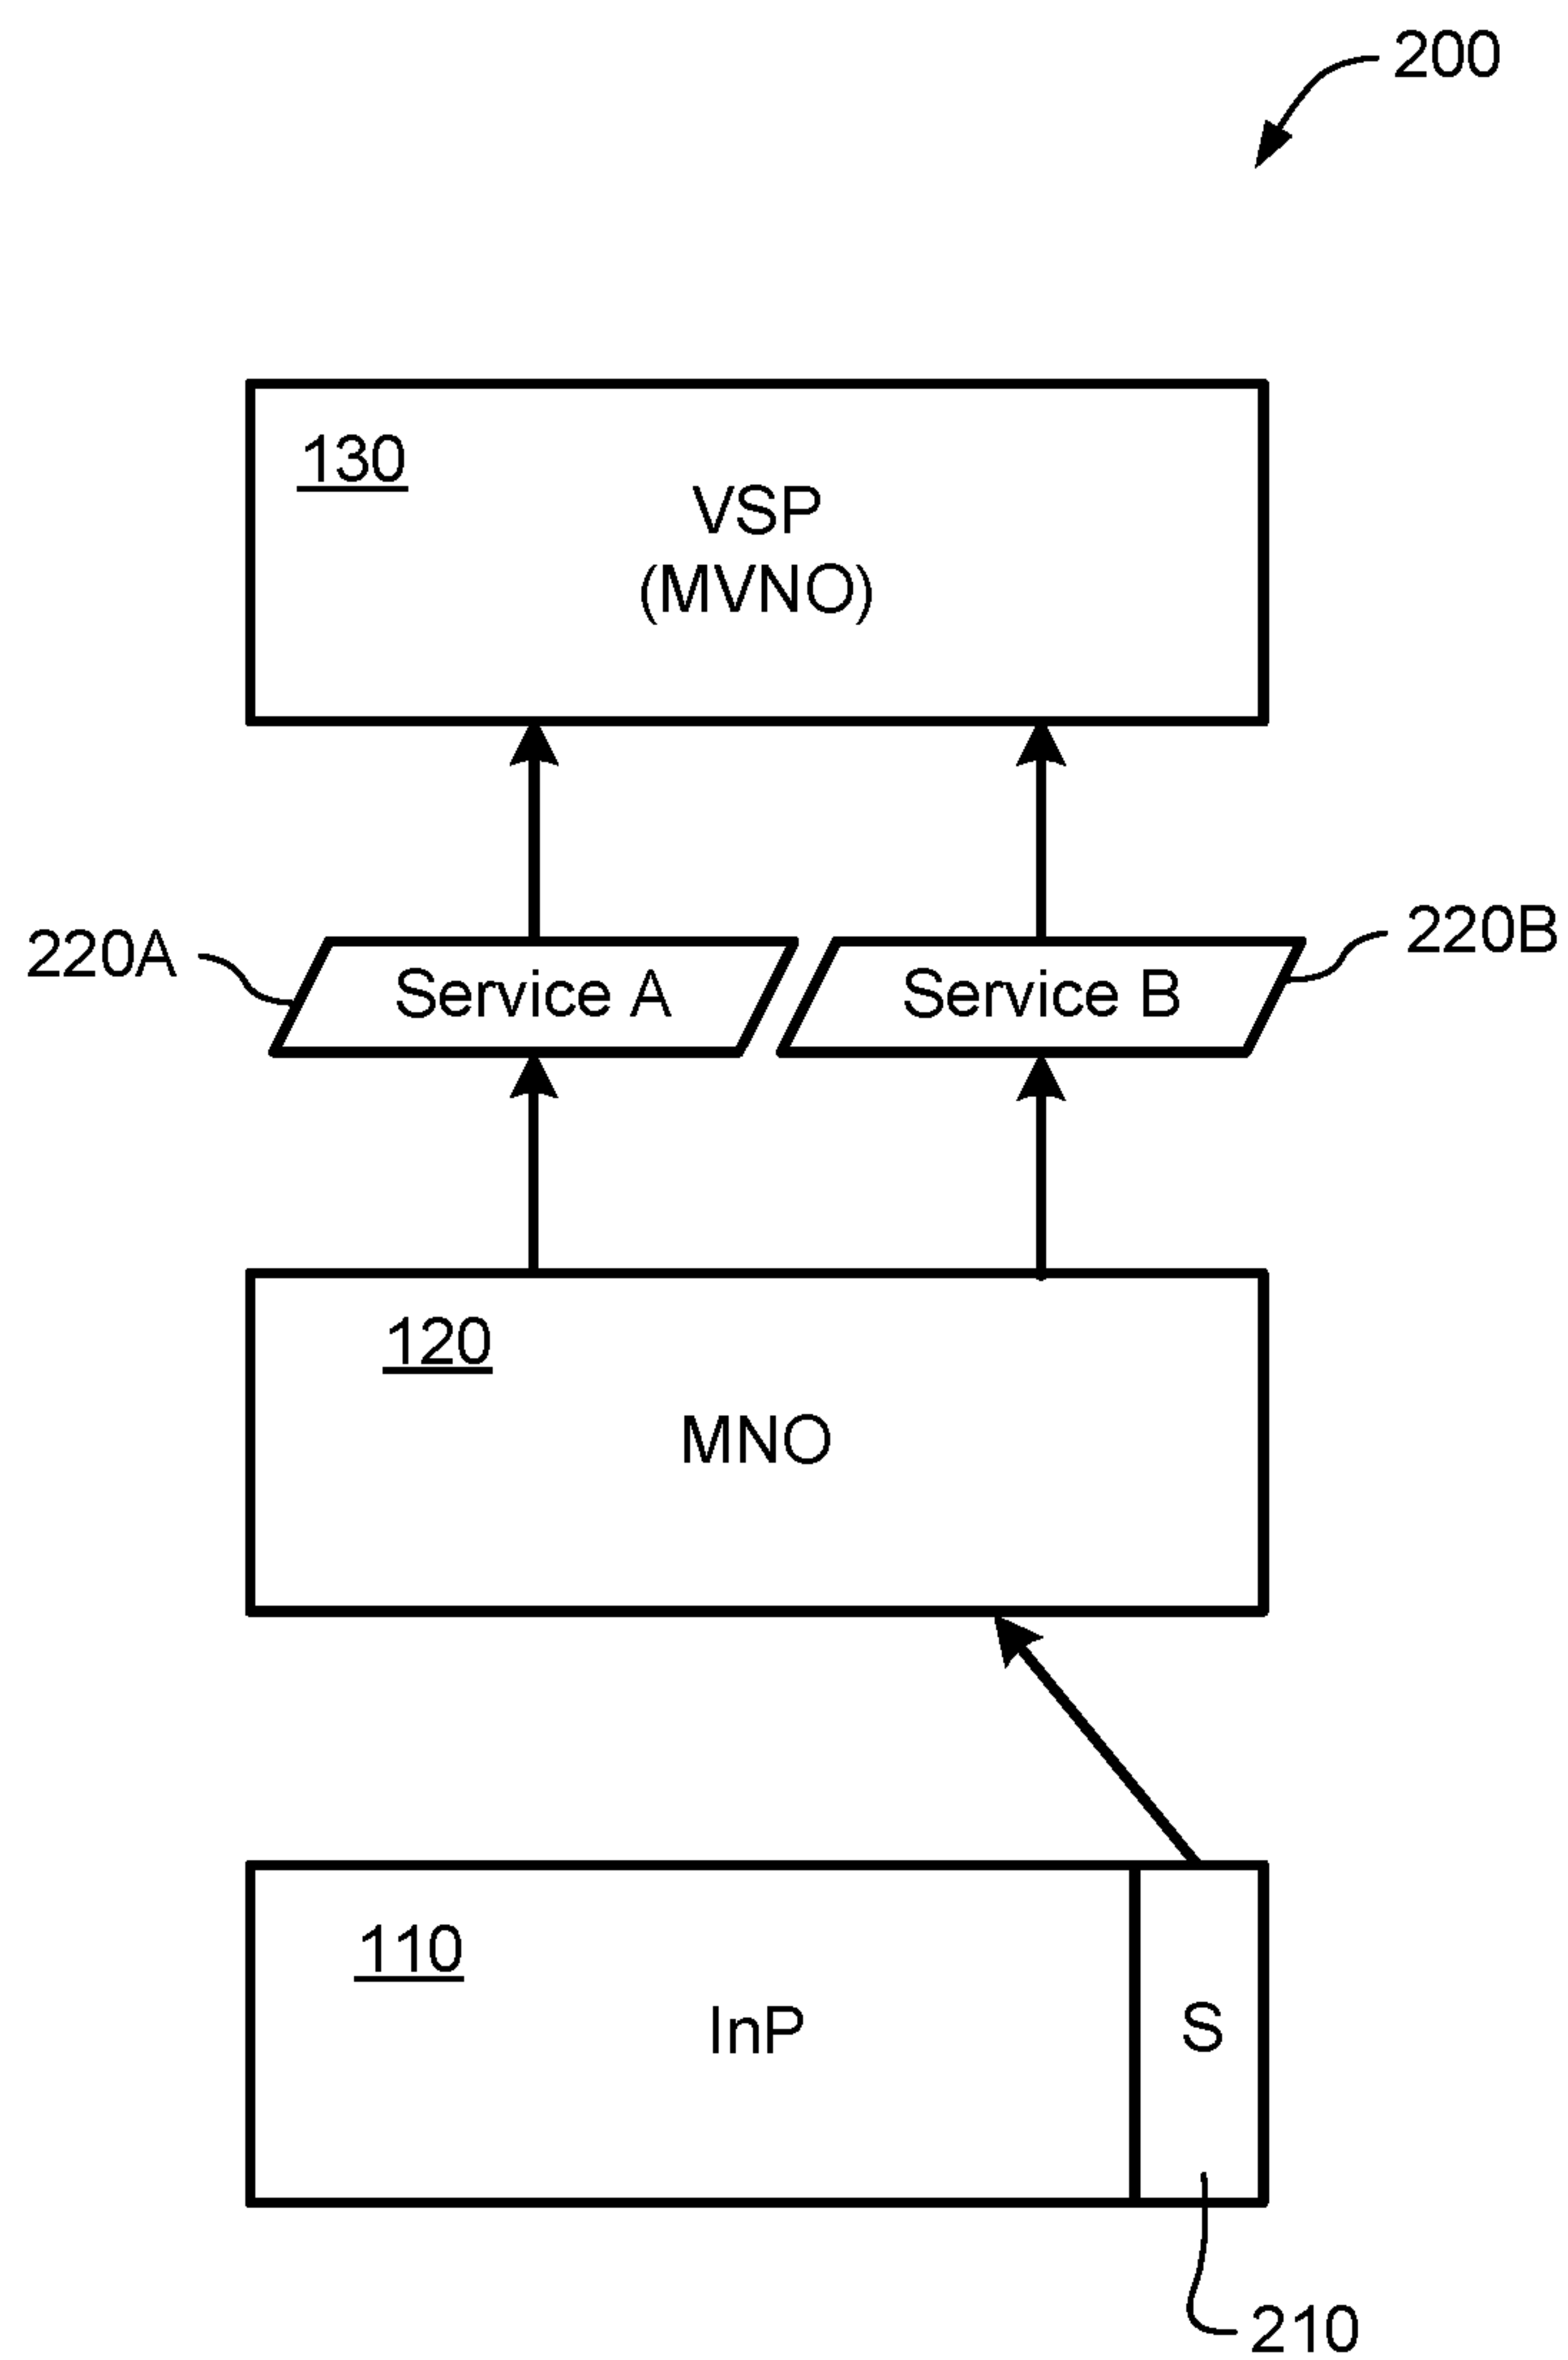 200
130
VSP
(MVNO)
220A
Service A
Service B
220B
120
MNO
110
InP
S
210